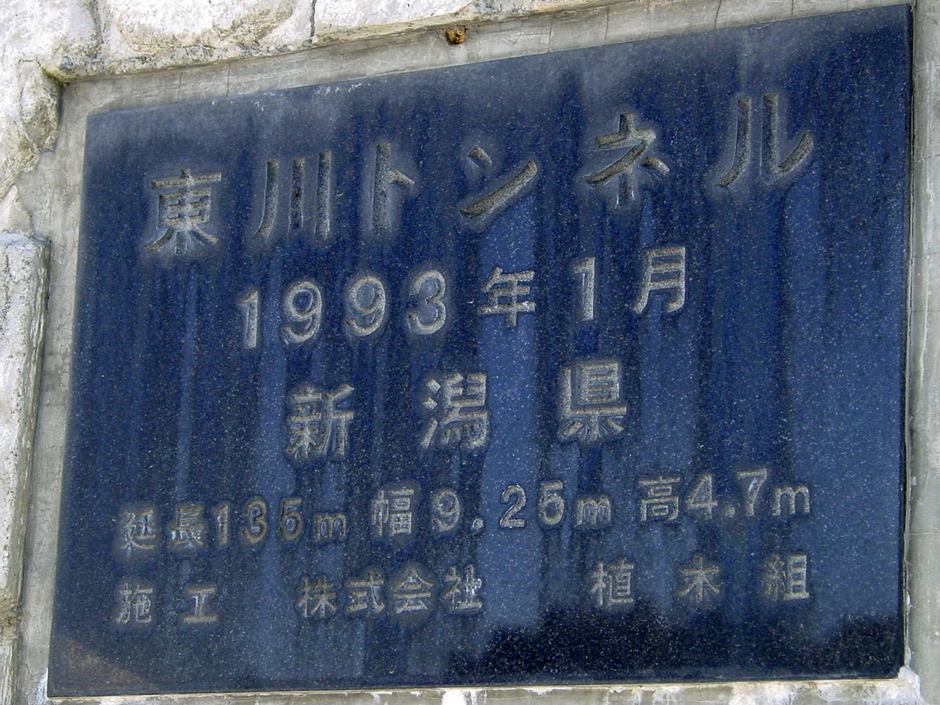 東川トンネル
1993年1月
新潟県
延長135m 幅9.25m 高4.7m
施工 株式会社 植木組